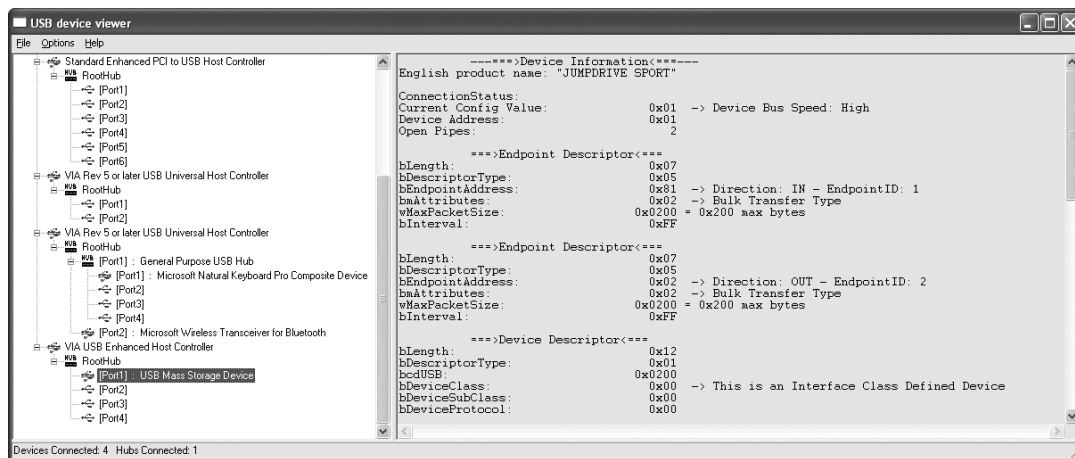 USB device viewer
File Options Help
Standard Enhanced PCI to USB Host Controller
HUB RootHub
[Port1]
[Port2]
[Port3]
[Port4]
[Port5]
[Port6]
VIA Rev 5 or later USB Universal Host Controller
HUB RootHub
[Port1]
[Port2]
VIA Rev 5 or later USB Universal Host Controller
HUB RootHub
HUB [Port1] : General Purpose USB Hub
[Port1] : Microsoft Natural Keyboard Pro Composite Device
[Port2]
[Port3]
[Port4]
[Port2] : Microsoft Wireless Transceiver for Bluetooth
VIA USB Enhanced Host Controller
HUB RootHub
[Port1] : USB Mass Storage Device
[Port2]
[Port3]
[Port4]
---===>Device Information<===---
English product name: "JUMPDRIVE SPORT"
ConnectionStatus:
Current Config Value: 0x01 -> Device Bus Speed: High
Device Address: 0x01
Open Pipes: 2
===>Endpoint Descriptor<===
bLength: 0x07
bDescriptorType: 0x05
bEndpointAddress: 0x81 -> Direction: IN - EndpointID: 1
bmAttributes: 0x02 -> Bulk Transfer Type
wMaxPacketSize: 0x0200 = 0x200 max bytes
bInterval: 0xFF
===>Endpoint Descriptor<===
bLength: 0x07
bDescriptorType: 0x05
bEndpointAddress: 0x02 -> Direction: OUT - EndpointID: 2
bmAttributes: 0x02 -> Bulk Transfer Type
wMaxPacketSize: 0x0200 = 0x200 max bytes
bInterval: 0xFF
===>Device Descriptor<===
bLength: 0x12
bDescriptorType: 0x01
bcdUSB: 0x0200
bDeviceClass: 0x00 -> This is an Interface Class Defined Device
bDeviceSubClass: 0x00
bDeviceProtocol: 0x00
Devices Connected: 4 Hubs Connected: 1